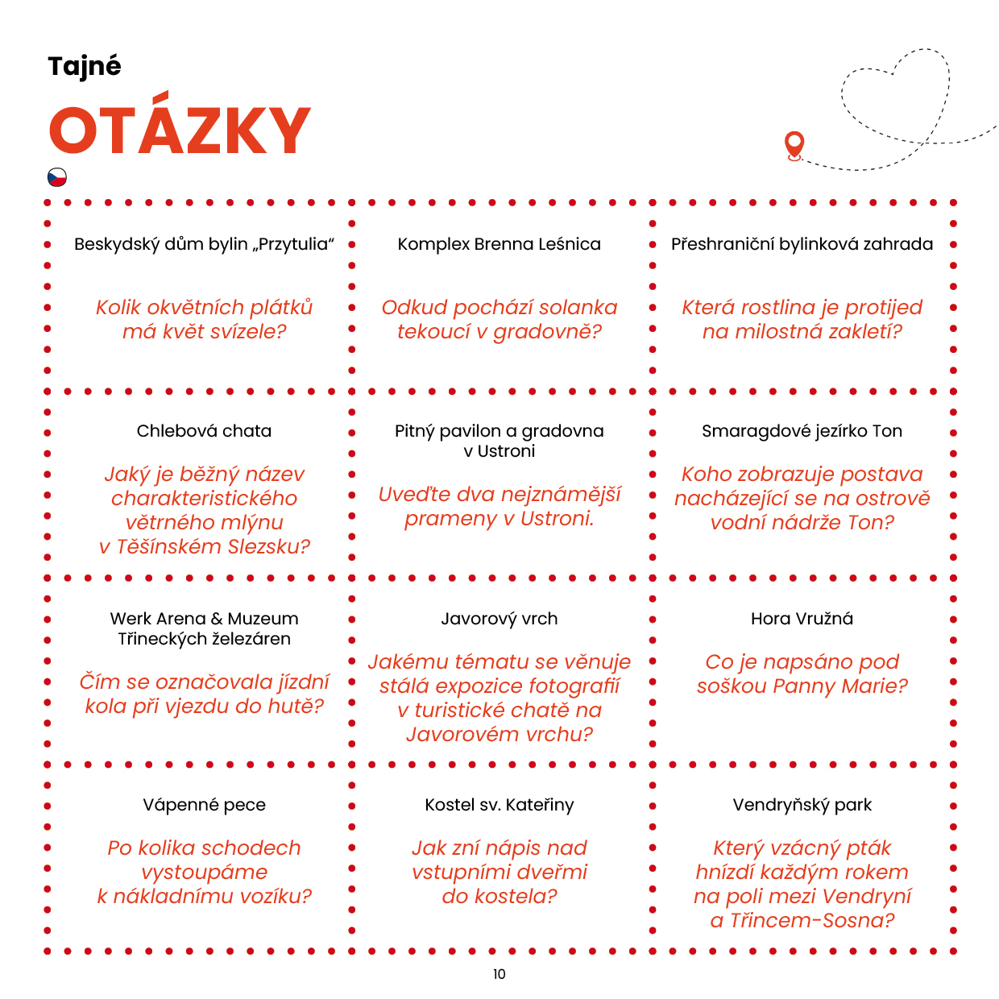 Tajné
OTÁZKY
Beskydský dům bylin „Przytulia“
Kolik okvětních plátků
má květ svízele?
Komplex Brenna Leśnica
Odkud pochází solanka
tekoucí v gradovně?
Přeshraniční bylinková zahrada
Která rostlina je protijed
na milostná zakletí?
Chlebová chata
Jaký je běžný název
charakteristického
větrného mlýnu
v Těšínském Slezsku?
Pitný pavilon a gradovna
v Ustroni
Uveďte dva nejznámější
prameny v Ustroni.
Smaragdové jezírko Ton
Koho zobrazuje postava
nacházející se na ostrově
vodní nádrže Ton?
Werk Arena & Muzeum
Třineckých železáren
Čím se označovala jízdní
kola při vjezdu do hutě?
Javorový vrch
Jakému tématu se věnuje
stálá expozice fotografií
v turistické chatě na
Javorovém vrchu?
Hora Vružná
Co je napsáno pod
soškou Panny Marie?
Vápenné pece
Po kolika schodech
vystoupáme
k nákladnímu vozíku?
Kostel sv. Kateřiny
Jak zní nápis nad
vstupními dveřmi
do kostela?
Vendryňský park
Který vzácný pták
hnízdí každým rokem
na poli mezi Vendryní
a Třincem-Sosna?
10